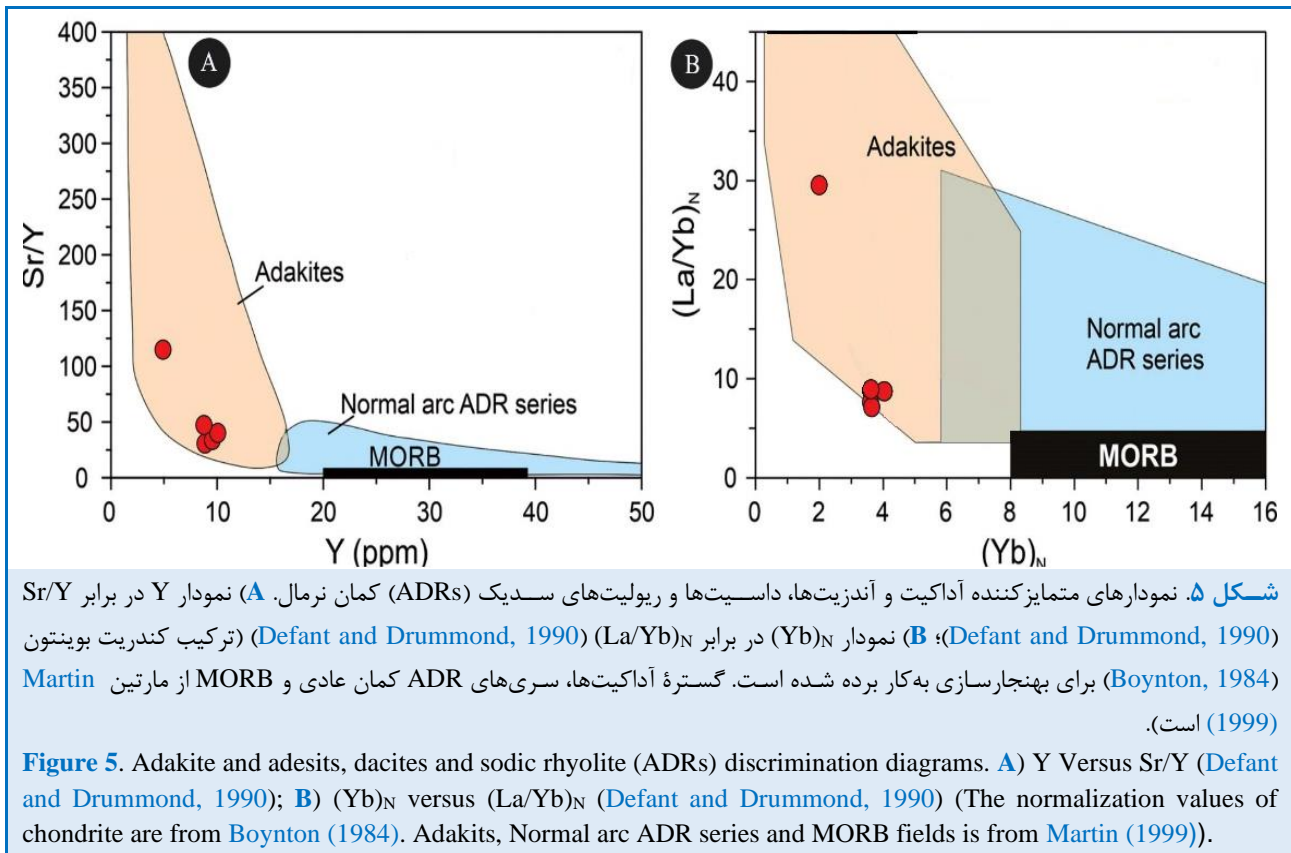 A
400
350
300
250
200
150
100
50
0
Sr/Y
Adakites
Normal arc ADR series
MORB
0 10 20 30 40 50
Y (ppm)
B
40
30
20
10
0
(La/Yb)N
Adakites
Normal arc
ADR series
MORB
0 2 4 6 8 10 12 14 16
(Yb)N
شـکل ۵. نمودارهای متمایزکننده آداکیت و آندزیت‌ها، داسـیت‌ها و ریولیت‌های سـدیک (ADRs) کمان نرمال. A) نمودار Y در برابر Sr/Y
(Defant and Drummond, 1990)؛ B) نمودار (Yb)N در برابر (La/Yb)N (Defant and Drummond, 1990) (ترکیب کندریت بوینتون
(Boynton, 1984) برای بهنجارسازی به‌کار برده شده است. گسترۀ آداکیت‌ها، سری‌های ADR کمان عادی و MORB از مارتین Martin
(1999) است).
Figure 5. Adakite and adesits, dacites and sodic rhyolite (ADRs) discrimination diagrams. A) Y Versus Sr/Y (Defant
and Drummond, 1990); B) (Yb)N versus (La/Yb)N (Defant and Drummond, 1990) (The normalization values of
chondrite are from Boynton (1984). Adakits, Normal arc ADR series and MORB fields is from Martin (1999)).